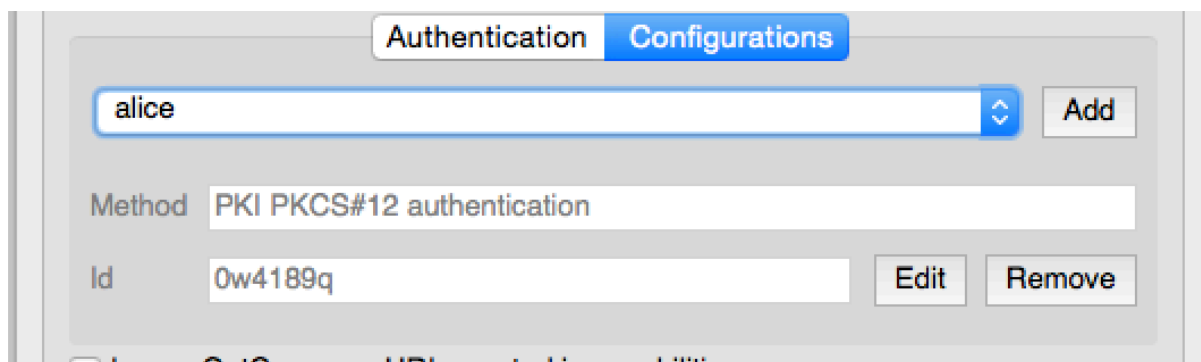 Authentication Configurations
alice Add
Method PKI PKCS#12 authentication
Id 0w4189q Edit Remove